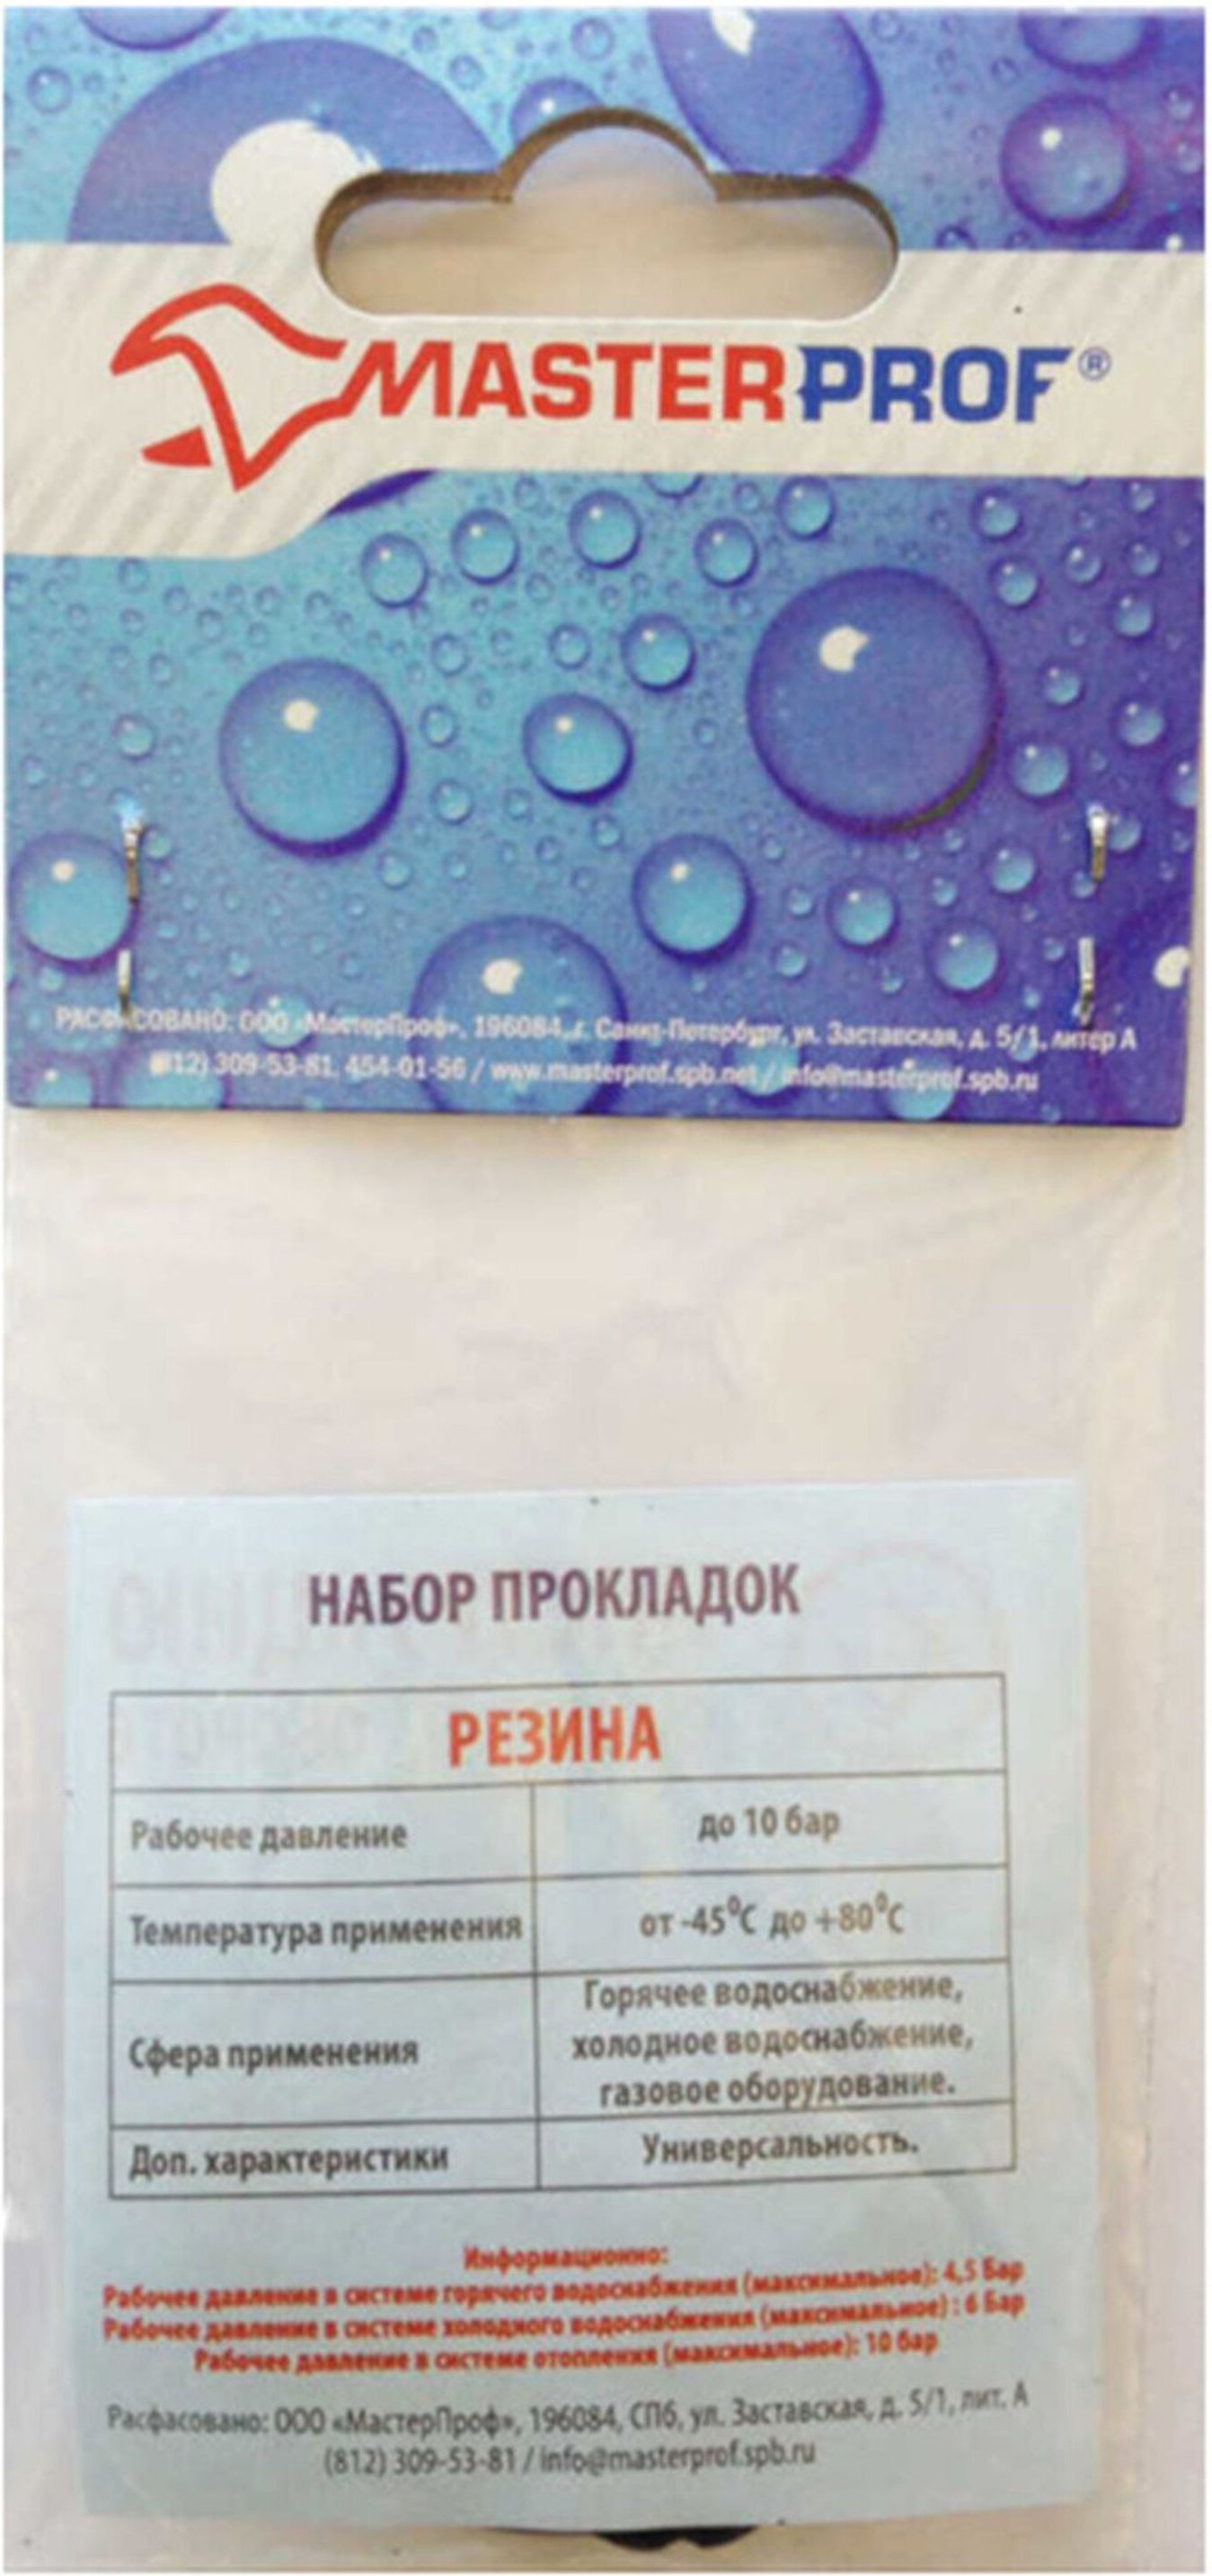 MASTERPROF®
РАСФАСОВАНО: ООО «МастерПроф», 196084, г. Санкт-Петербург, ул. Заставская, д. 5/1, литер А
(812) 309-53-81, 454-01-56 / www.masterprof.spb.net / info@masterprof.spb.ru
НАБОР ПРОКЛАДОК
РЕЗИНА
Рабочее давление до 10 бар
Температура применения от -45⁰С до +80⁰С
Сфера применения Горячее водоснабжение,
холодное водоснабжение,
газовое оборудование.
Доп. характеристики Универсальность.
Информационно:
Рабочее давление в системе горячего водоснабжения (максимальное): 4,5 Бар
Рабочее давление в системе холодного водоснабжения (максимальное) : 6 Бар
Рабочее давление в системе отопления (максимальное): 10 бар
Расфасовано: ООО «МастерПроф», 196084, СПб, ул. Заставская, д. 5/1, лит. А
(812) 309-53-81 / info@masterprof.spb.ru